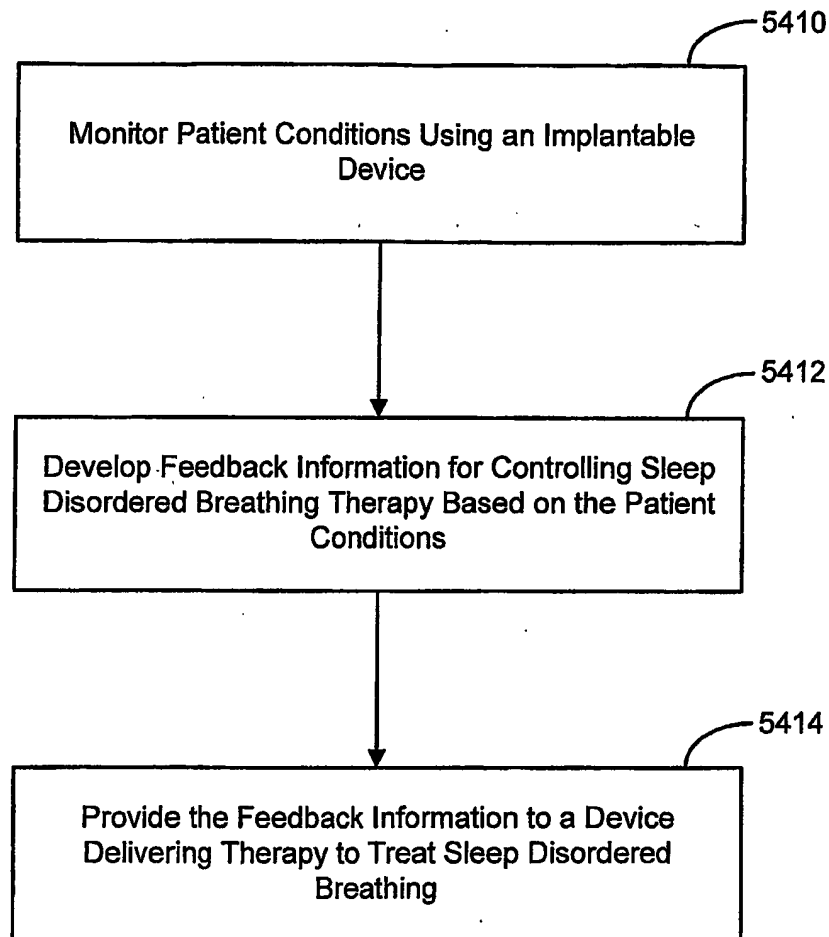 5410
Monitor Patient Conditions Using an Implantable
Device
5412
Develop Feedback Information for Controlling Sleep
Disordered Breathing Therapy Based on the Patient
Conditions
5414
Provide the Feedback Information to a Device
Delivering Therapy to Treat Sleep Disordered
Breathing